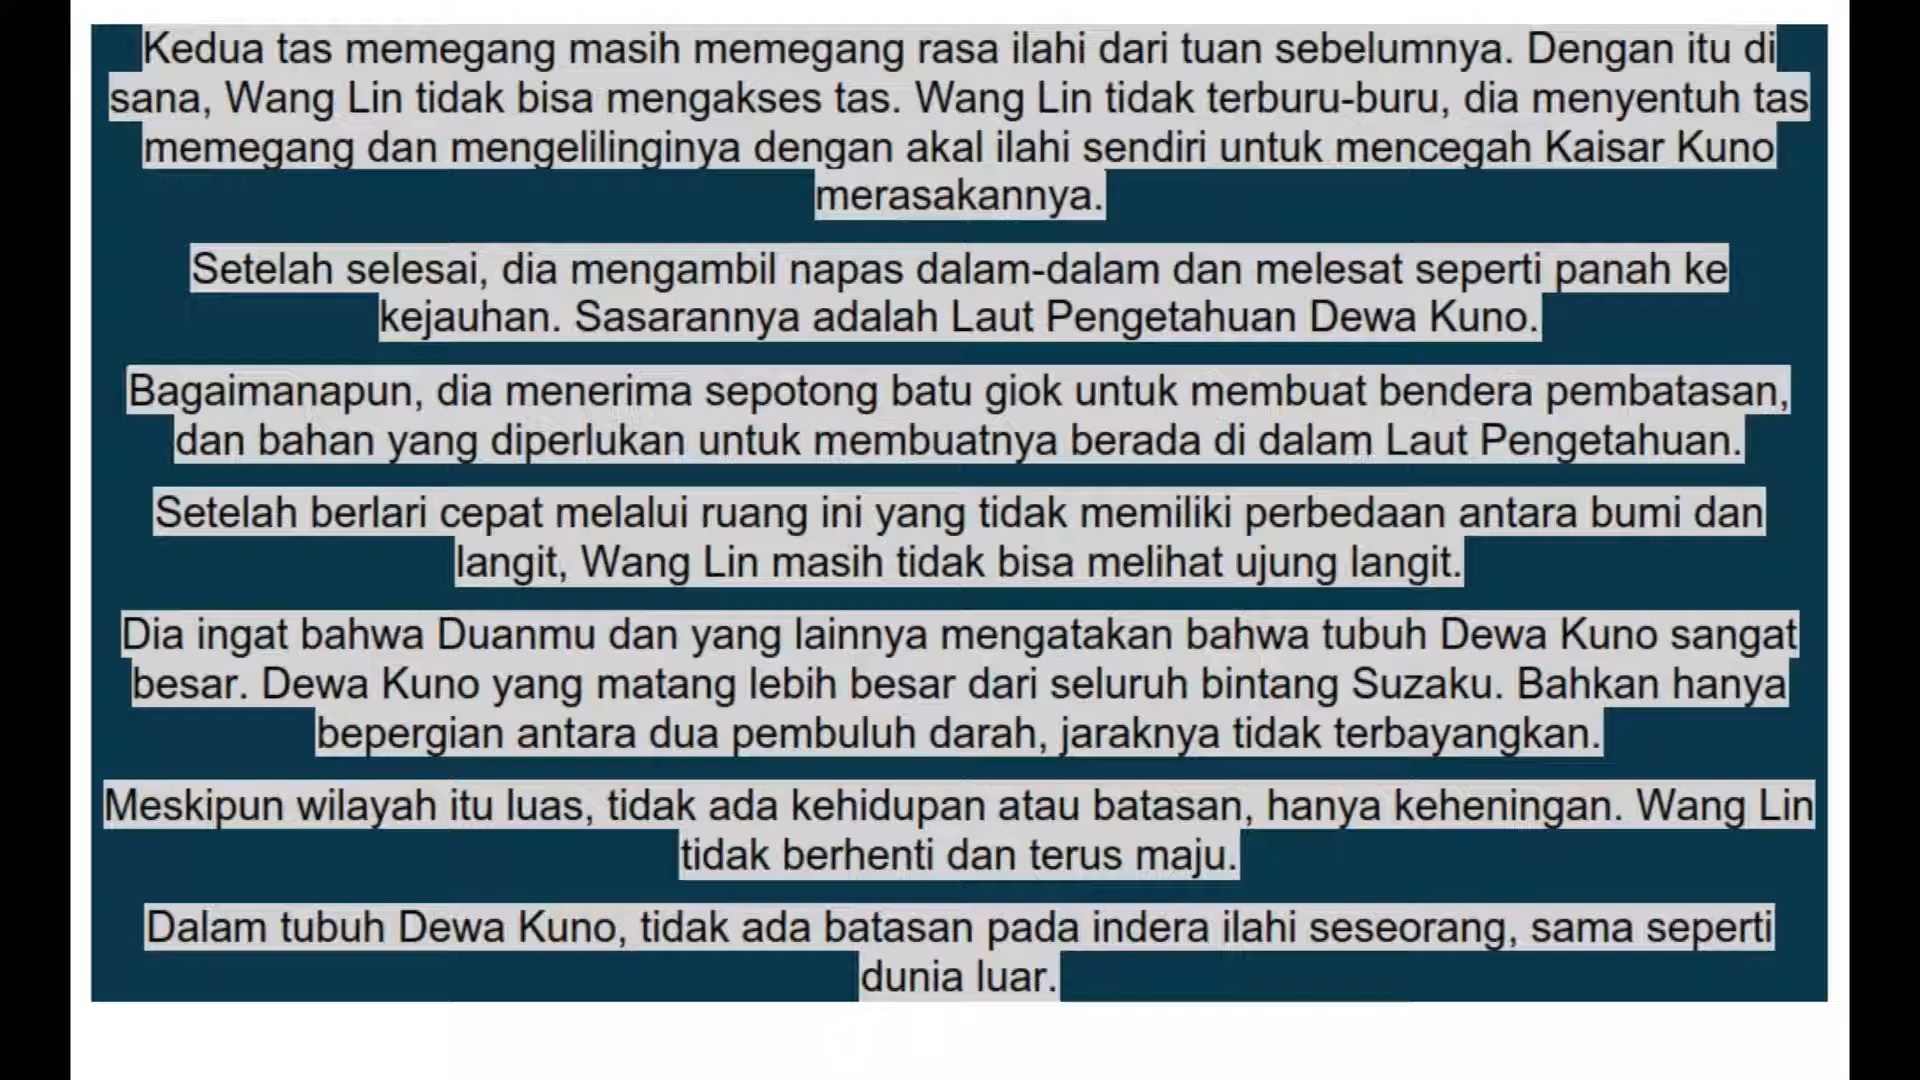 Kedua tas memegang masih memegang rasa ilahi dari tuan sebelumnya. Dengan itu di
sana, Wang Lin tidak bisa mengakses tas. Wang Lin tidak terburu-buru, dia menyentuh tas
memegang dan mengelilinginya dengan akal ilahi sendiri untuk mencegah Kaisar Kuno
merasakannya.
Setelah selesai, dia mengambil napas dalam-dalam dan melesat seperti panah ke
kejauhan. Sasarannya adalah Laut Pengetahuan Dewa Kuno.
Bagaimanapun, dia menerima sepotong batu giok untuk membuat bendera pembatasan,
dan bahan yang diperlukan untuk membuatnya berada di dalam Laut Pengetahuan.
Setelah berlari cepat melalui ruang ini yang tidak memiliki perbedaan antara bumi dan
langit, Wang Lin masih tidak bisa melihat ujung langit.
Dia ingat bahwa Duanmu dan yang lainnya mengatakan bahwa tubuh Dewa Kuno sangat
besar. Dewa Kuno yang matang lebih besar dari seluruh bintang Suzaku. Bahkan hanya
bepergian antara dua pembuluh darah, jaraknya tidak terbayangkan.
Meskipun wilayah itu luas, tidak ada kehidupan atau batasan, hanya keheningan. Wang Lin
tidak berhenti dan terus maju.
Dalam tubuh Dewa Kuno, tidak ada batasan pada indera ilahi seseorang, sama seperti
dunia luar.